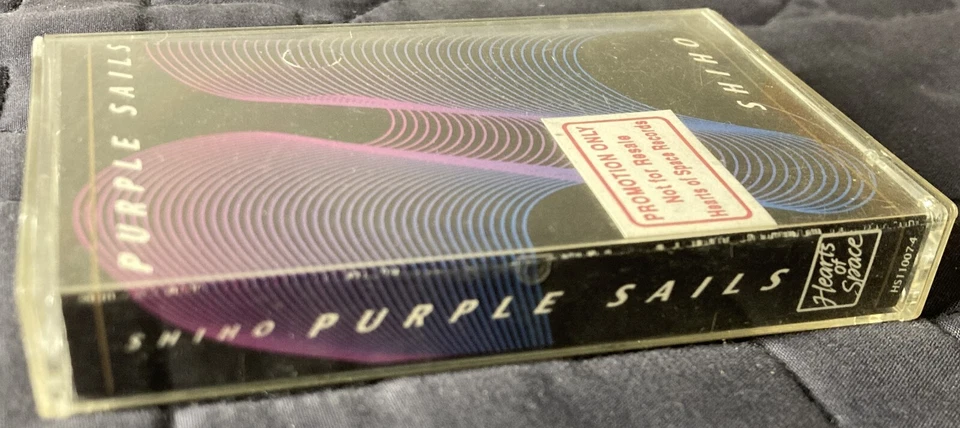 PURPLE SAILS
SHIHO
PROMOTION ONLY
Not for Resale
Hearts of Space Records
SHIHO PURPLE SAILS
Hearts
of
Space
HS11007-4